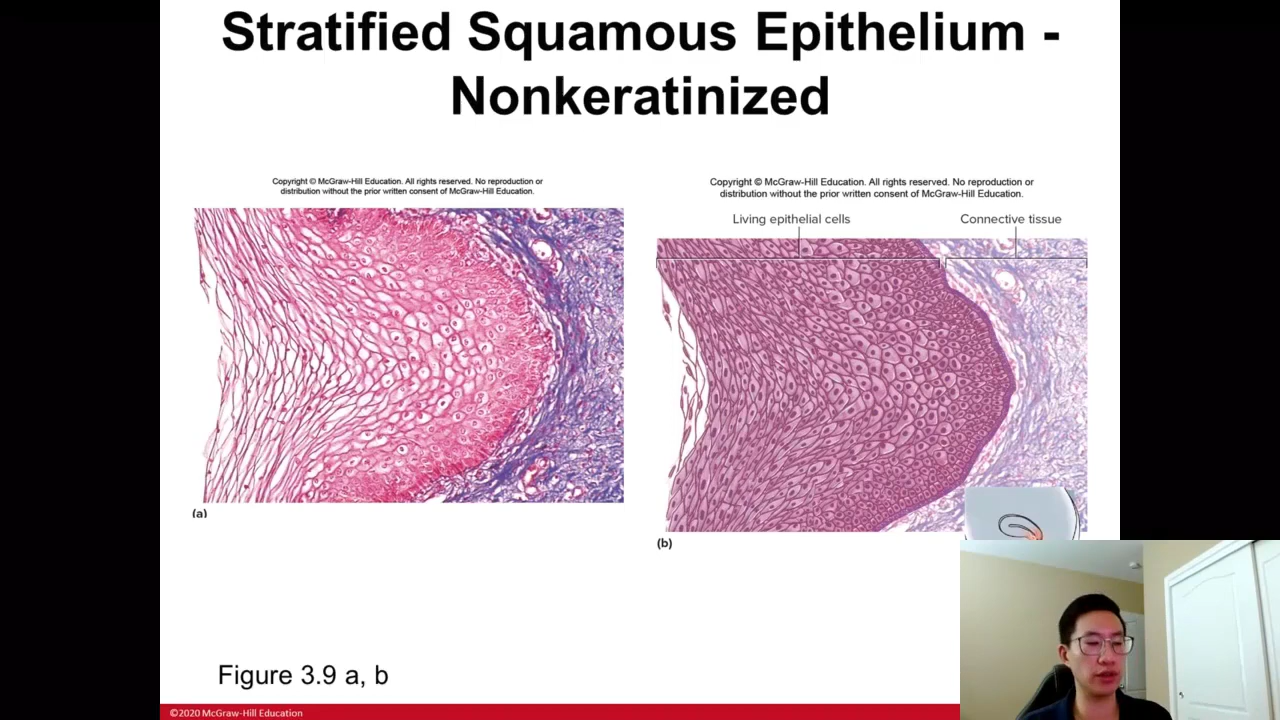 Stratified Squamous Epithelium -
Nonkeratinized
Copyright © McGraw-Hill Education. All rights reserved. No reproduction or
distribution without the prior written consent of McGraw-Hill Education.
Copyright © McGraw-Hill Education. All rights reserved. No reproduction or
distribution without the prior written consent of McGraw-Hill Education.
Living epithelial cells
Connective tissue
(a)
(b)
Figure 3.9 a, b
©2020 McGraw-Hill Education